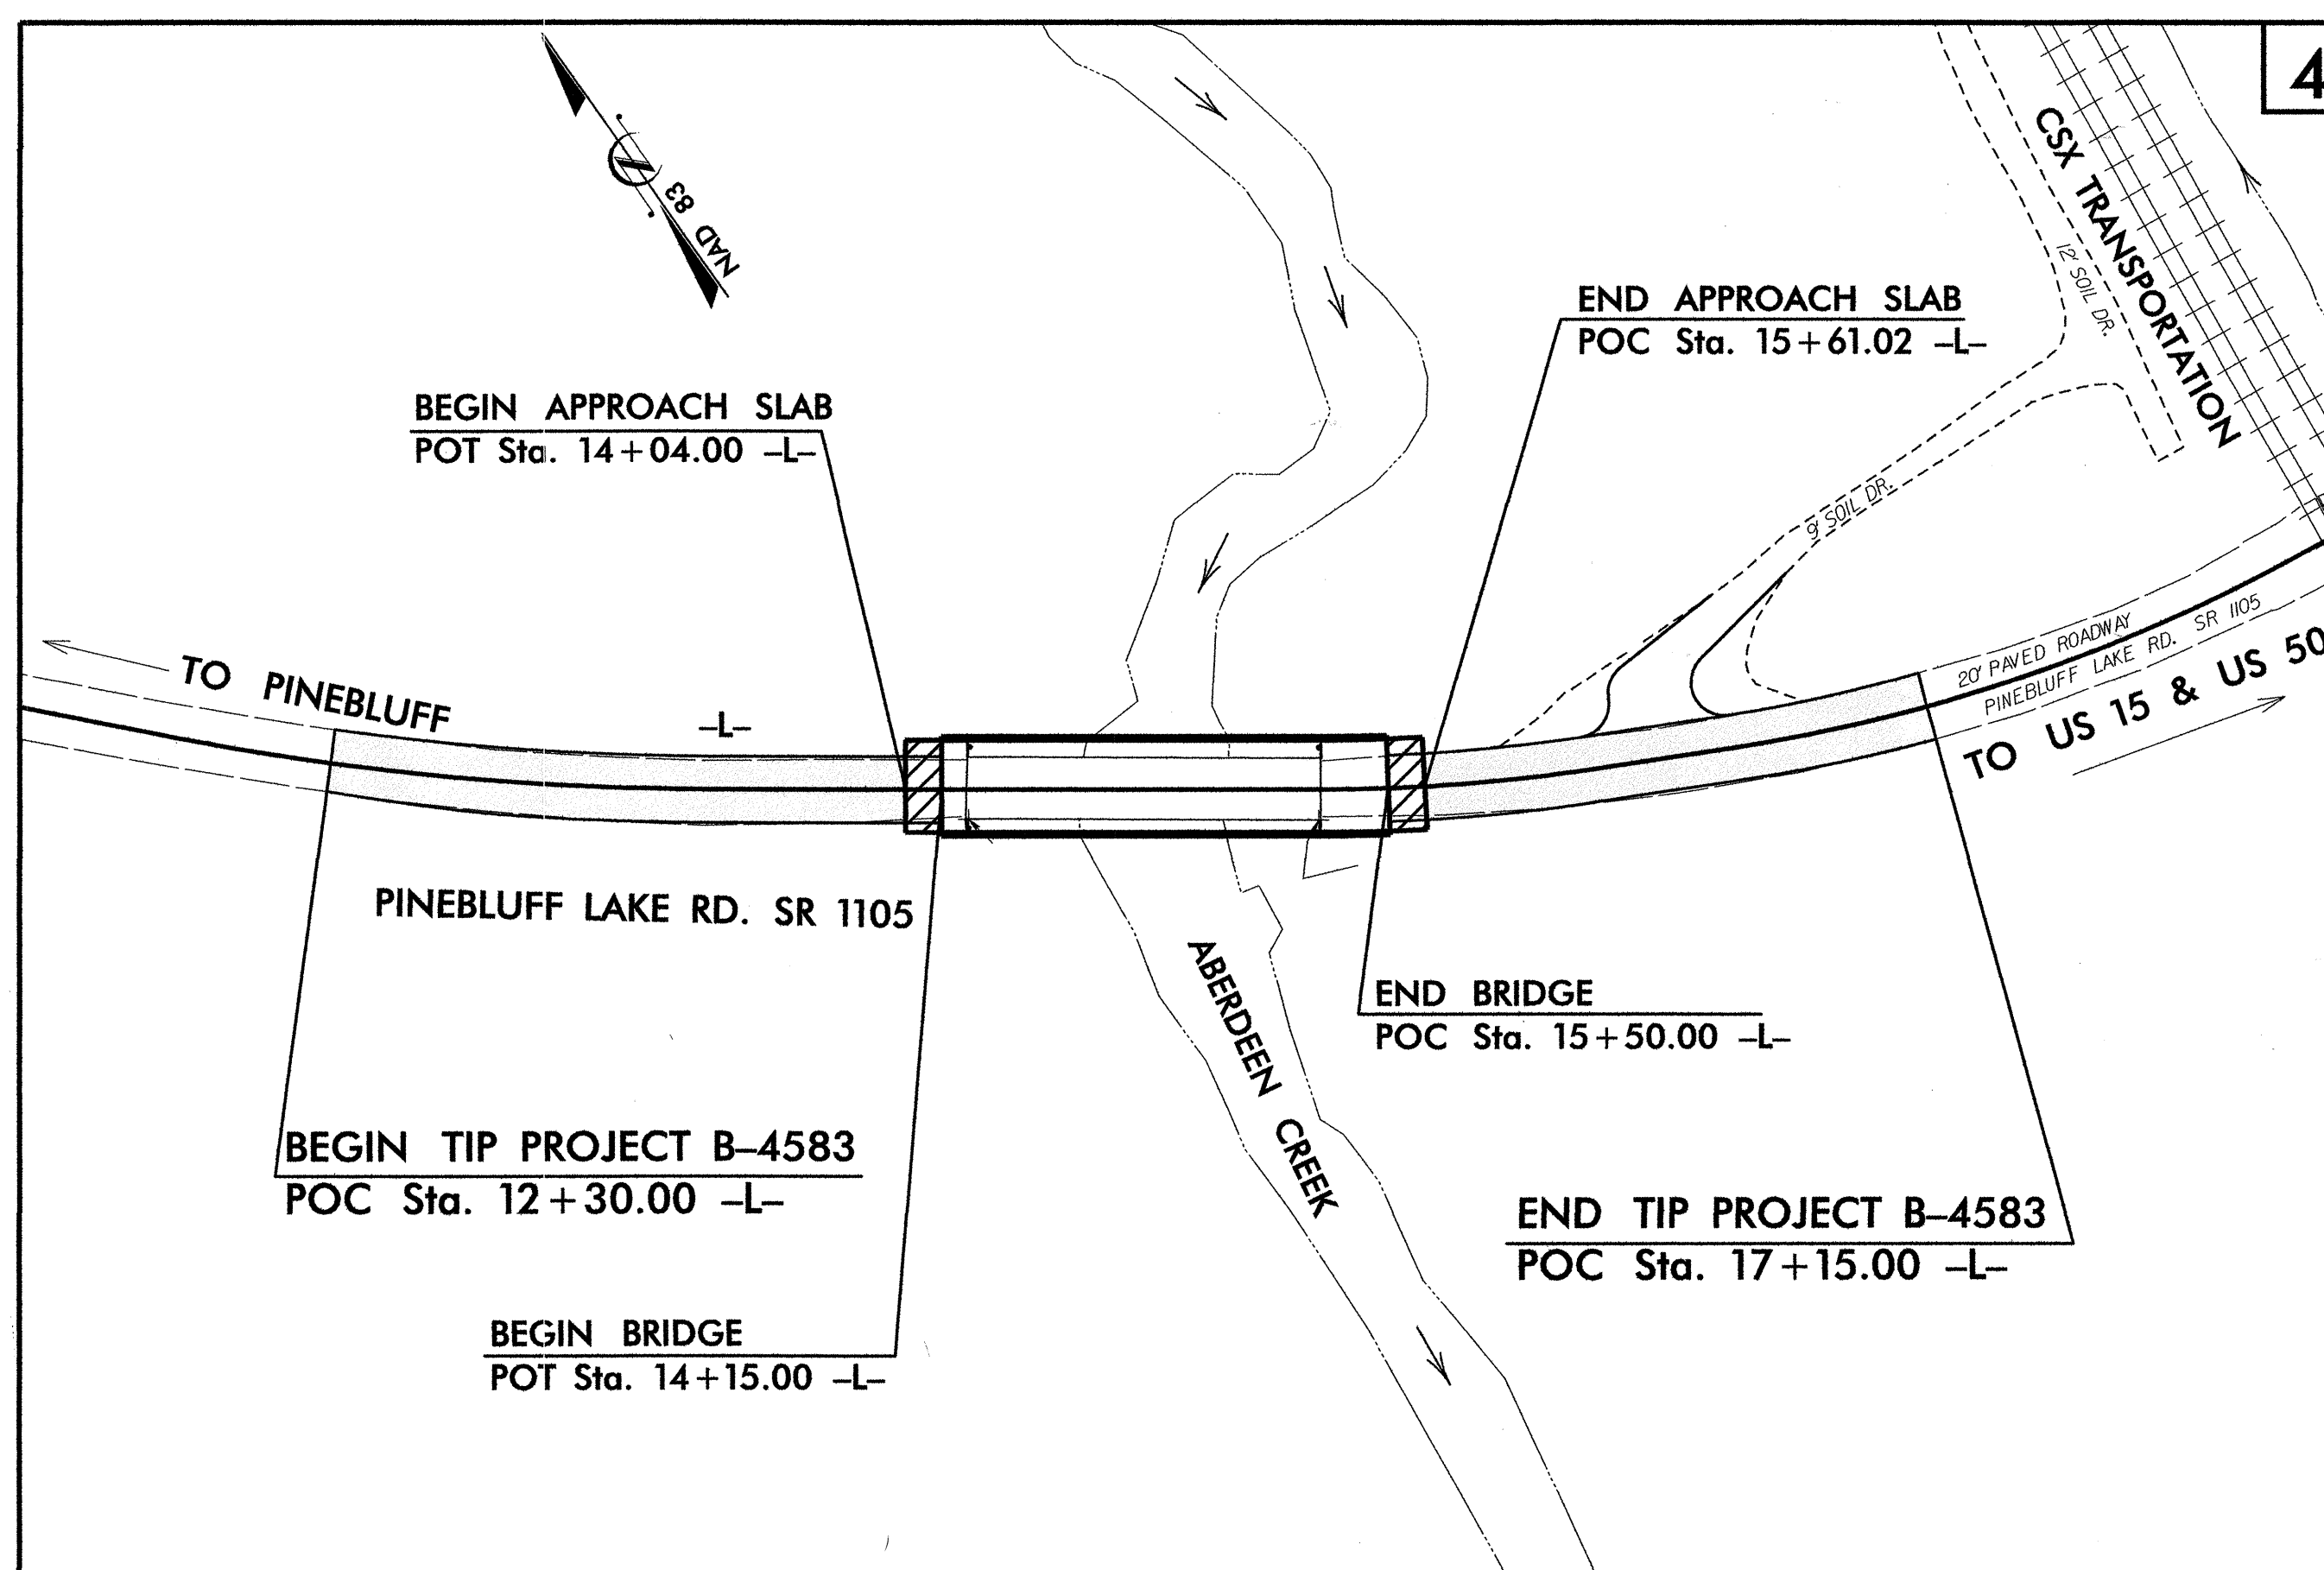 4
NAD 83
CSX TRANSPORTATION
12' SOIL DR.
END APPROACH SLAB
POC Sta. 15+61.02 –L–
BEGIN APPROACH SLAB
POT Sta. 14+04.00 –L–
9' SOIL DR.
TO PINEBLUFF
–L–
20' PAVED ROADWAY
PINEBLUFF LAKE RD. SR 1105
TO US 15 & US 50
PINEBLUFF LAKE RD. SR 1105
ABERDEEN CREEK
END BRIDGE
POC Sta. 15+50.00 –L–
BEGIN TIP PROJECT B–4583
POC Sta. 12+30.00 –L–
END TIP PROJECT B–4583
POC Sta. 17+15.00 –L–
BEGIN BRIDGE
POT Sta. 14+15.00 –L–